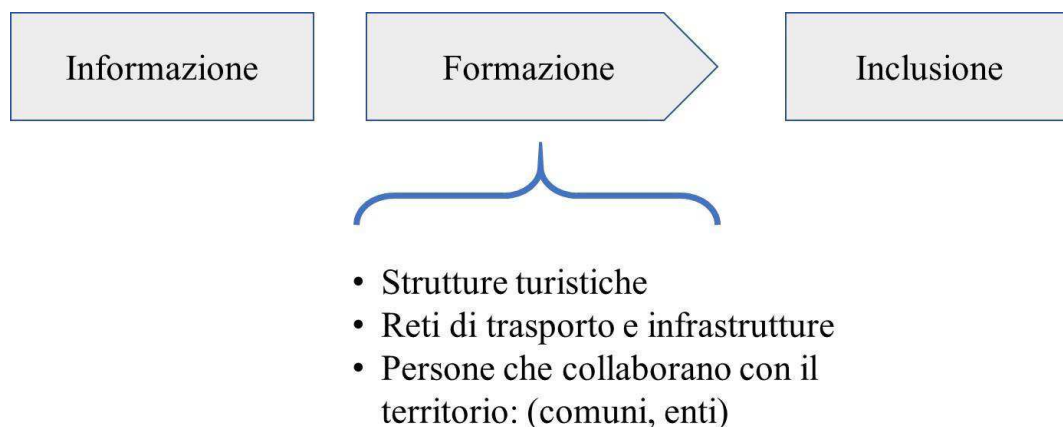 Informazione
Formazione
Inclusione
• Strutture turistiche
• Reti di trasporto e infrastrutture
• Persone che collaborano con il
territorio: (comuni, enti)